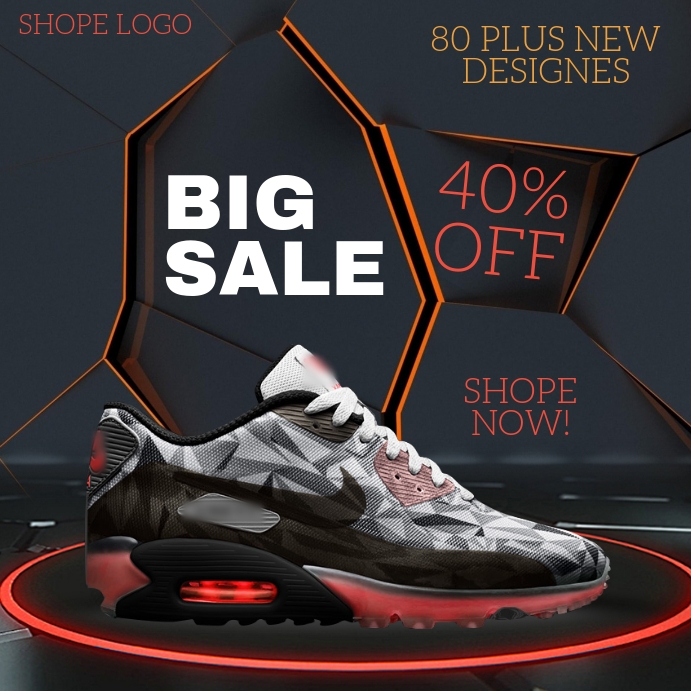 SHOPE LOGO
80 PLUS NEW
DESIGNES
BIG
SALE
40%
OFF
SHOPE
NOW!